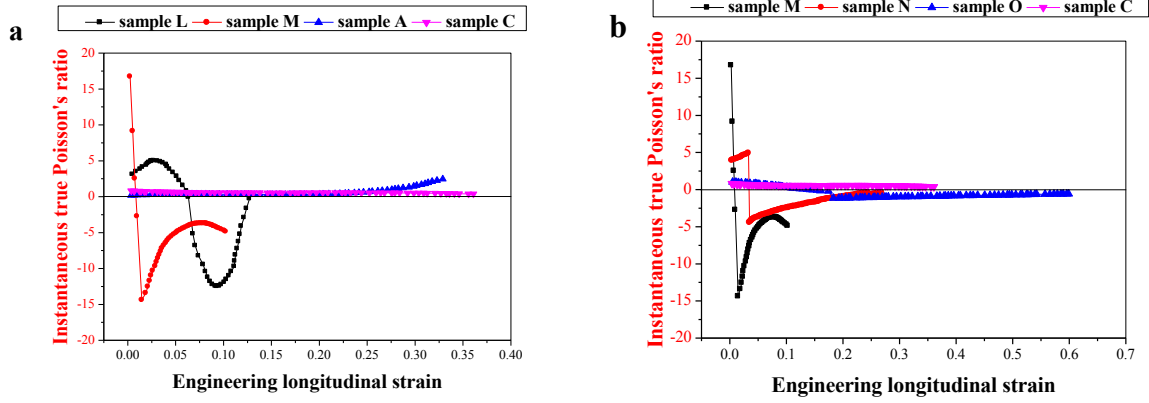 sample L sample M sample A sample C
a
Instantaneous true Poisson's ratio
20
15
10
5
0
-5
-10
-15
-20
0.00 0.05 0.10 0.15 0.20 0.25 0.30 0.35 0.40
Engineering longitudinal strain
sample M sample N sample O sample C
b
Instantaneous true Poisson's ratio
20
15
10
5
0
-5
-10
-15
-20
0.0 0.1 0.2 0.3 0.4 0.5 0.6 0.7
Engineering longitudinal strain